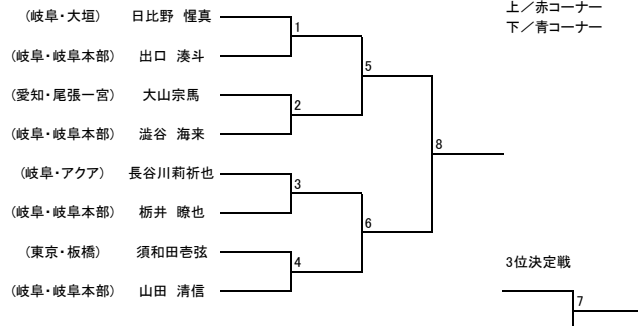 上／赤コーナー
下／青コーナー
(岐阜・大垣) 日比野 惺真
1
(岐阜・岐阜本部) 出口 湊斗
5
(愛知・尾張一宮) 大山宗馬
2
(岐阜・岐阜本部) 澁谷 海来
8
(岐阜・アクア) 長谷川莉祈也
3
(岐阜・岐阜本部) 栃井 瞭也
6
(東京・板橋) 須和田壱弦
4
(岐阜・岐阜本部) 山田 清信
3位決定戦
7